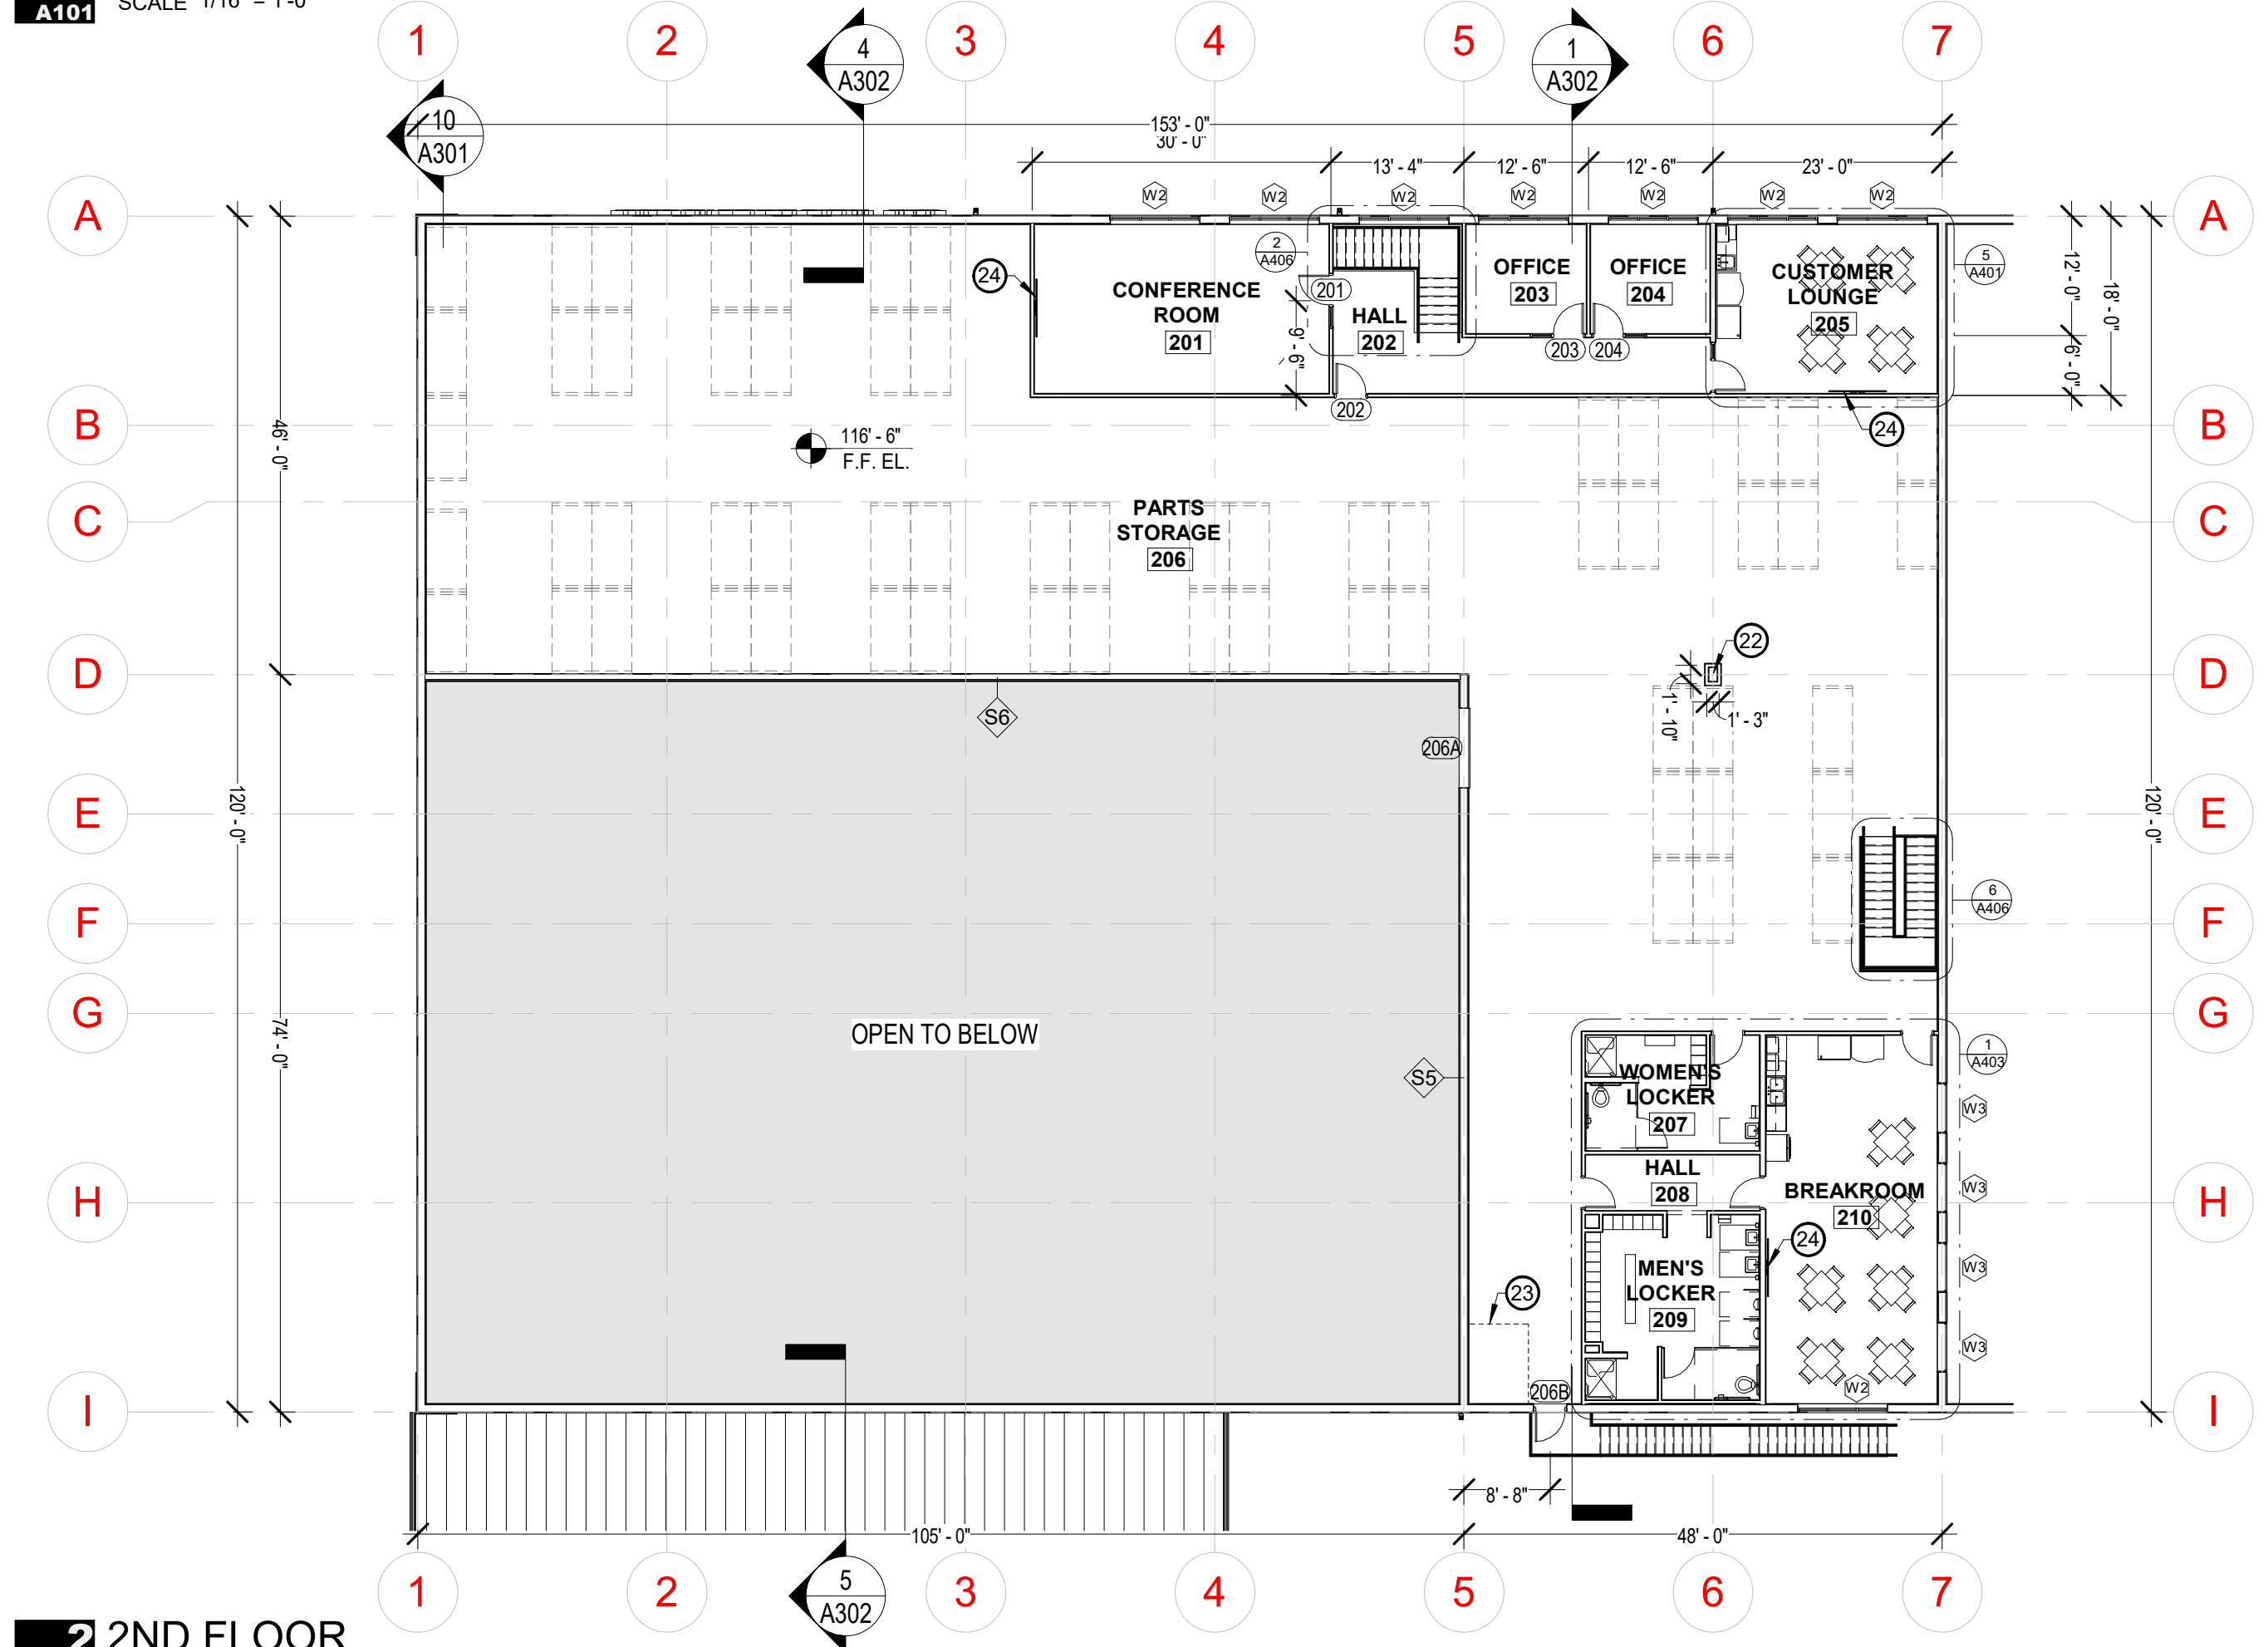 A101
SCALE 1/16" = 1'-0"
1
2
3
4
5
6
7
4
A302
1
A302
10
A301
153' - 0"
30' - 0"
13' - 4"
12' - 6"
12' - 6"
23' - 0"
W2
W2
W2
W2
W2
W2
W2
A
A
2
A406
5
A401
24
CONFERENCE
ROOM
201
201
HALL
202
OFFICE
203
OFFICE
204
CUSTOMER
LOUNGE
205
12' - 0"
18' - 0"
6' - 0"
9' - 6"
203
204
202
24
B
B
46' - 0"
116' - 6"
F.F. EL.
C
C
PARTS
STORAGE
206
22
D
D
1' - 10"
1' - 3"
S6
206A
120' - 0"
120' - 0"
E
E
6
A406
F
F
G
G
74' - 0"
OPEN TO BELOW
1
A403
S5
WOMEN'S
LOCKER
207
W3
HALL
208
BREAKROOM
210
W3
H
H
24
MEN'S
LOCKER
209
W3
23
W3
206B
W2
I
I
8' - 8"
105' - 0"
48' - 0"
1
2
3
4
5
6
7
5
A302
2
2ND FLOOR